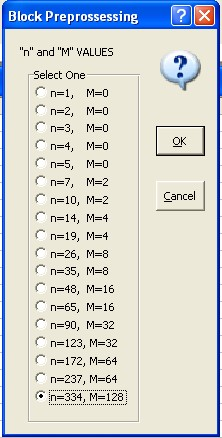 Block Preprossessing
"n" and "M" VALUES
Select One
n=1, M=0
n=2, M=0
n=3, M=0
n=4, M=0
n=5, M=0
n=7, M=2
n=10, M=2
n=14, M=4
n=19, M=4
n=26, M=8
n=35, M=8
n=48, M=16
n=65, M=16
n=90, M=32
n=123, M=32
n=172, M=64
n=237, M=64
n=334, M=128
OK
Cancel